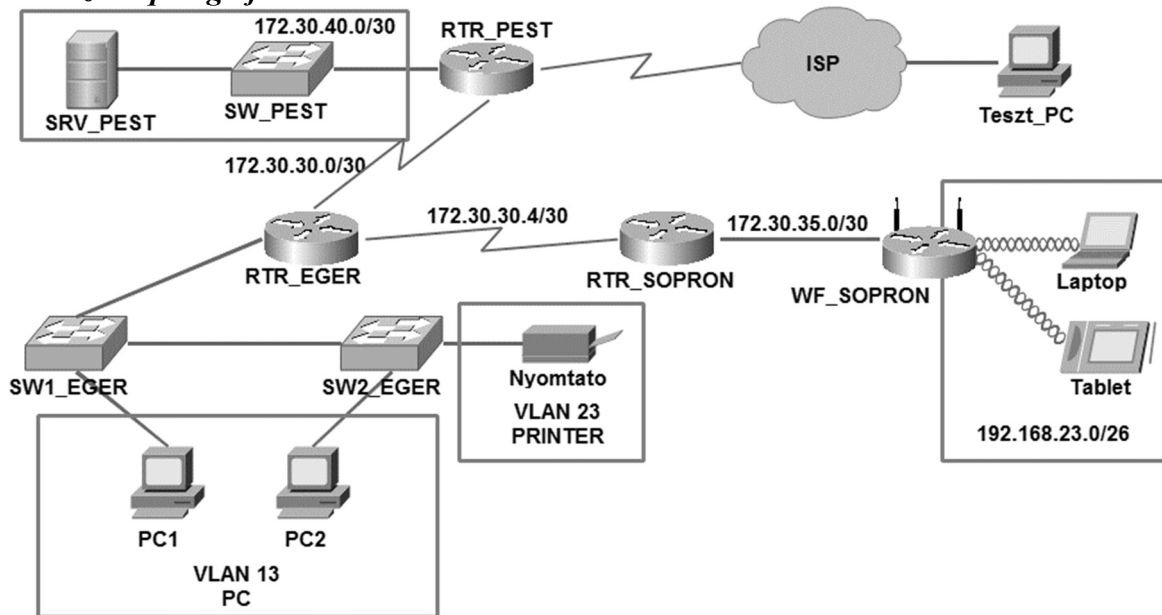 172.30.40.0/30
RTR_PEST
ISP
SRV_PEST
SW_PEST
Teszt_PC
172.30.30.0/30
172.30.30.4/30
172.30.35.0/30
RTR_EGER
RTR_SOPRON
WF_SOPRON
Laptop
SW1_EGER
SW2_EGER
Nyomtato
Tablet
VLAN 23
PRINTER
192.168.23.0/26
PC1
PC2
VLAN 13
PC